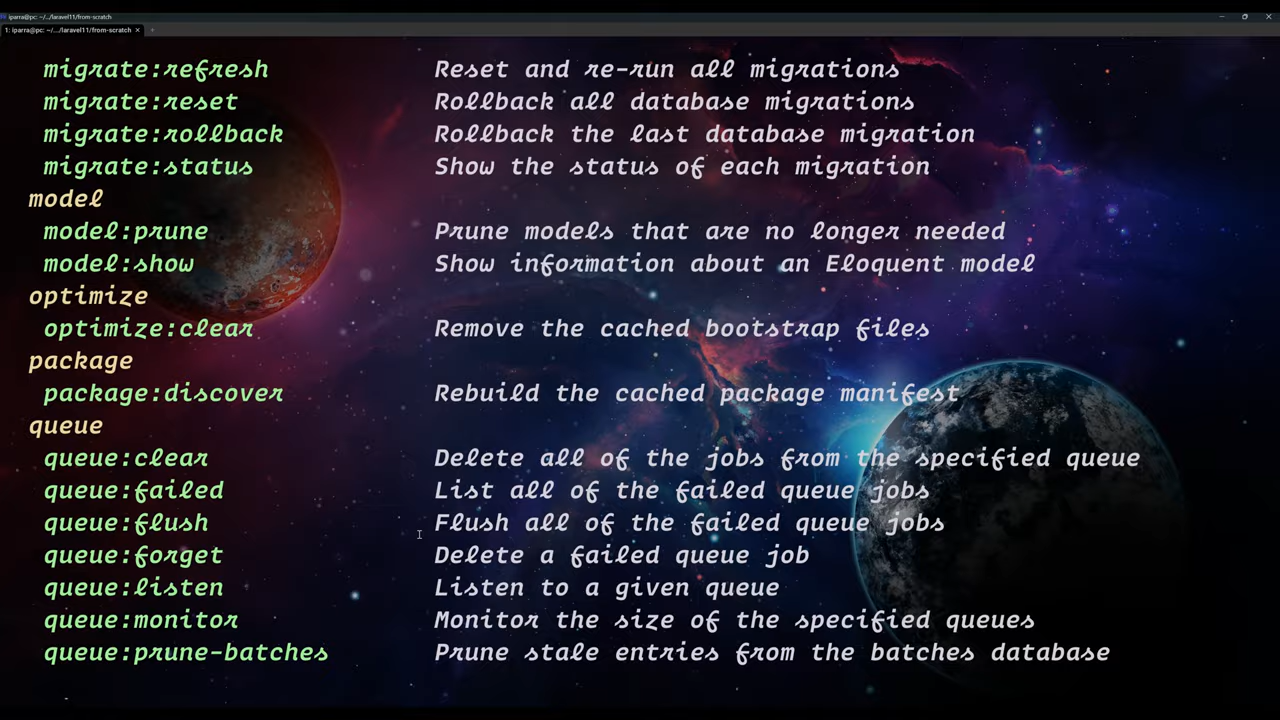 iparra@pc: ~/.../laravel11/from-scratch
1: iparra@pc: ~/.../laravel11/from-scratch × +
migrate:refresh Reset and re-run all migrations
migrate:reset Rollback all database migrations
migrate:rollback Rollback the last database migration
migrate:status Show the status of each migration
model
model:prune Prune models that are no longer needed
model:show Show information about an Eloquent model
optimize
optimize:clear Remove the cached bootstrap files
package
package:discover Rebuild the cached package manifest
queue
queue:clear Delete all of the jobs from the specified queue
queue:failed List all of the failed queue jobs
queue:flush Flush all of the failed queue jobs
queue:forget Delete a failed queue job
queue:listen Listen to a given queue
queue:monitor Monitor the size of the specified queues
queue:prune-batches Prune stale entries from the batches database